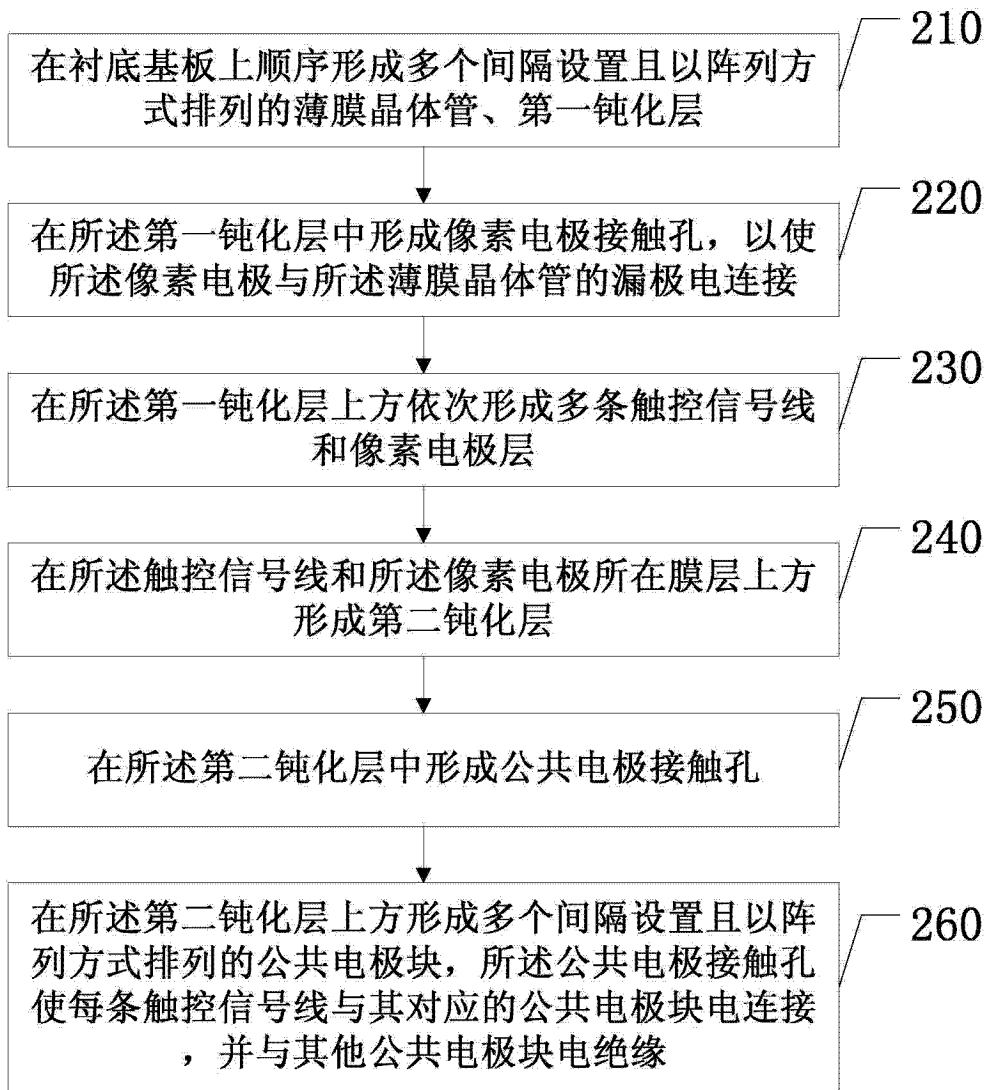 210
在衬底基板上顺序形成多个间隔设置且以阵列方
式排列的薄膜晶体管、第一钝化层
220
在所述第一钝化层中形成像素电极接触孔，以使
所述像素电极与所述薄膜晶体管的漏极电连接
230
在所述第一钝化层上方依次形成多条触控信号线
和像素电极层
240
在所述触控信号线和所述像素电极所在膜层上方
形成第二钝化层
250
在所述第二钝化层中形成公共电极接触孔
260
在所述第二钝化层上方形成多个间隔设置且以阵
列方式排列的公共电极块，所述公共电极接触孔
使每条触控信号线与其对应的公共电极块电连接
，并与其他公共电极块电绝缘